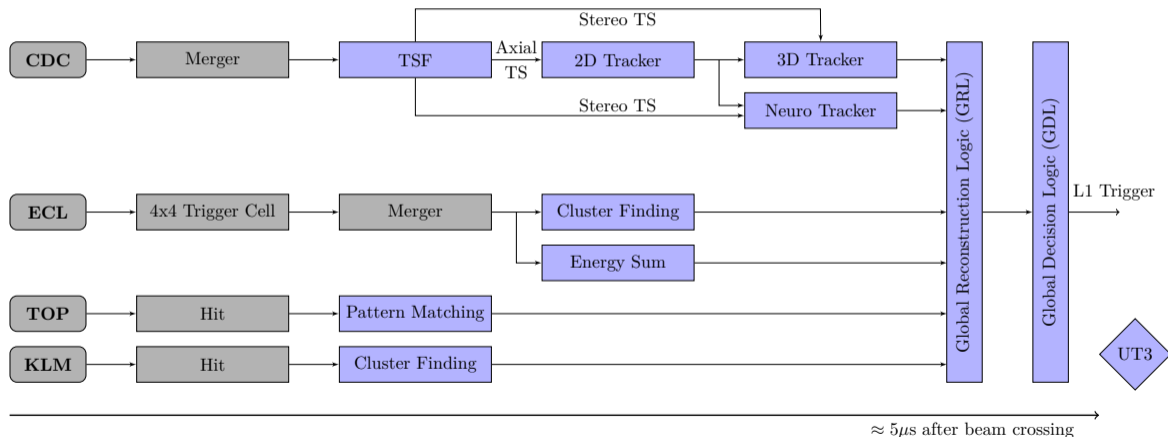 Stereo TS
CDC
Merger
TSF
Axial
TS
2D Tracker
3D Tracker
Stereo TS
Neuro Tracker
ECL
4x4 Trigger Cell
Merger
Cluster Finding
Energy Sum
TOP
Hit
Pattern Matching
KLM
Hit
Cluster Finding
Global Reconstruction Logic (GRL)
Global Decision Logic (GDL)
L1 Trigger
UT3
≈ 5μs after beam crossing